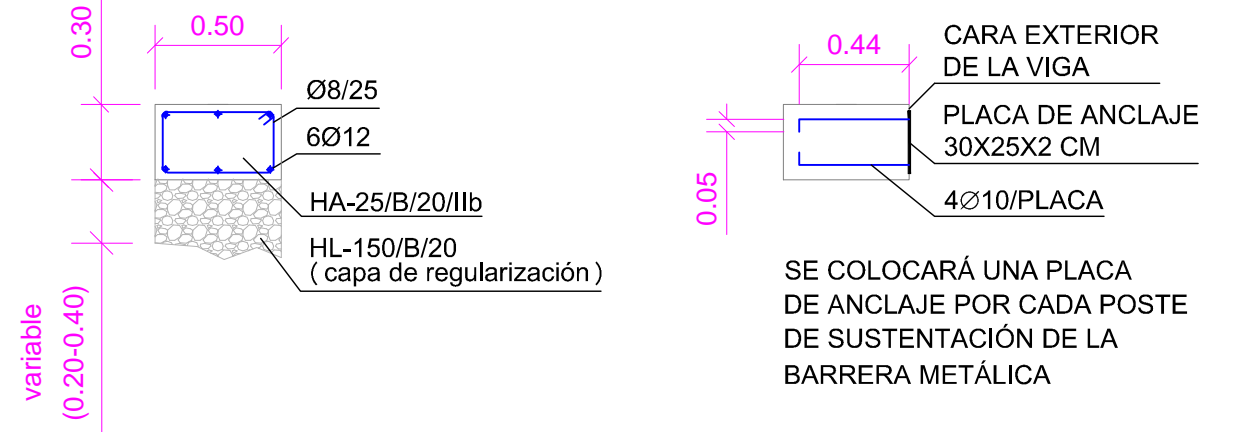 0.30
0.50
Ø8/25
6Ø12
HA-25/B/20/IIb
HL-150/B/20
(capa de regularización)
variable
(0.20-0.40)
0.44
0.05
CARA EXTERIOR
DE LA VIGA
PLACA DE ANCLAJE
30X25X2 CM
4∅10/PLACA
SE COLOCARÁ UNA PLACA
DE ANCLAJE POR CADA POSTE
DE SUSTENTACIÓN DE LA
BARRERA METÁLICA